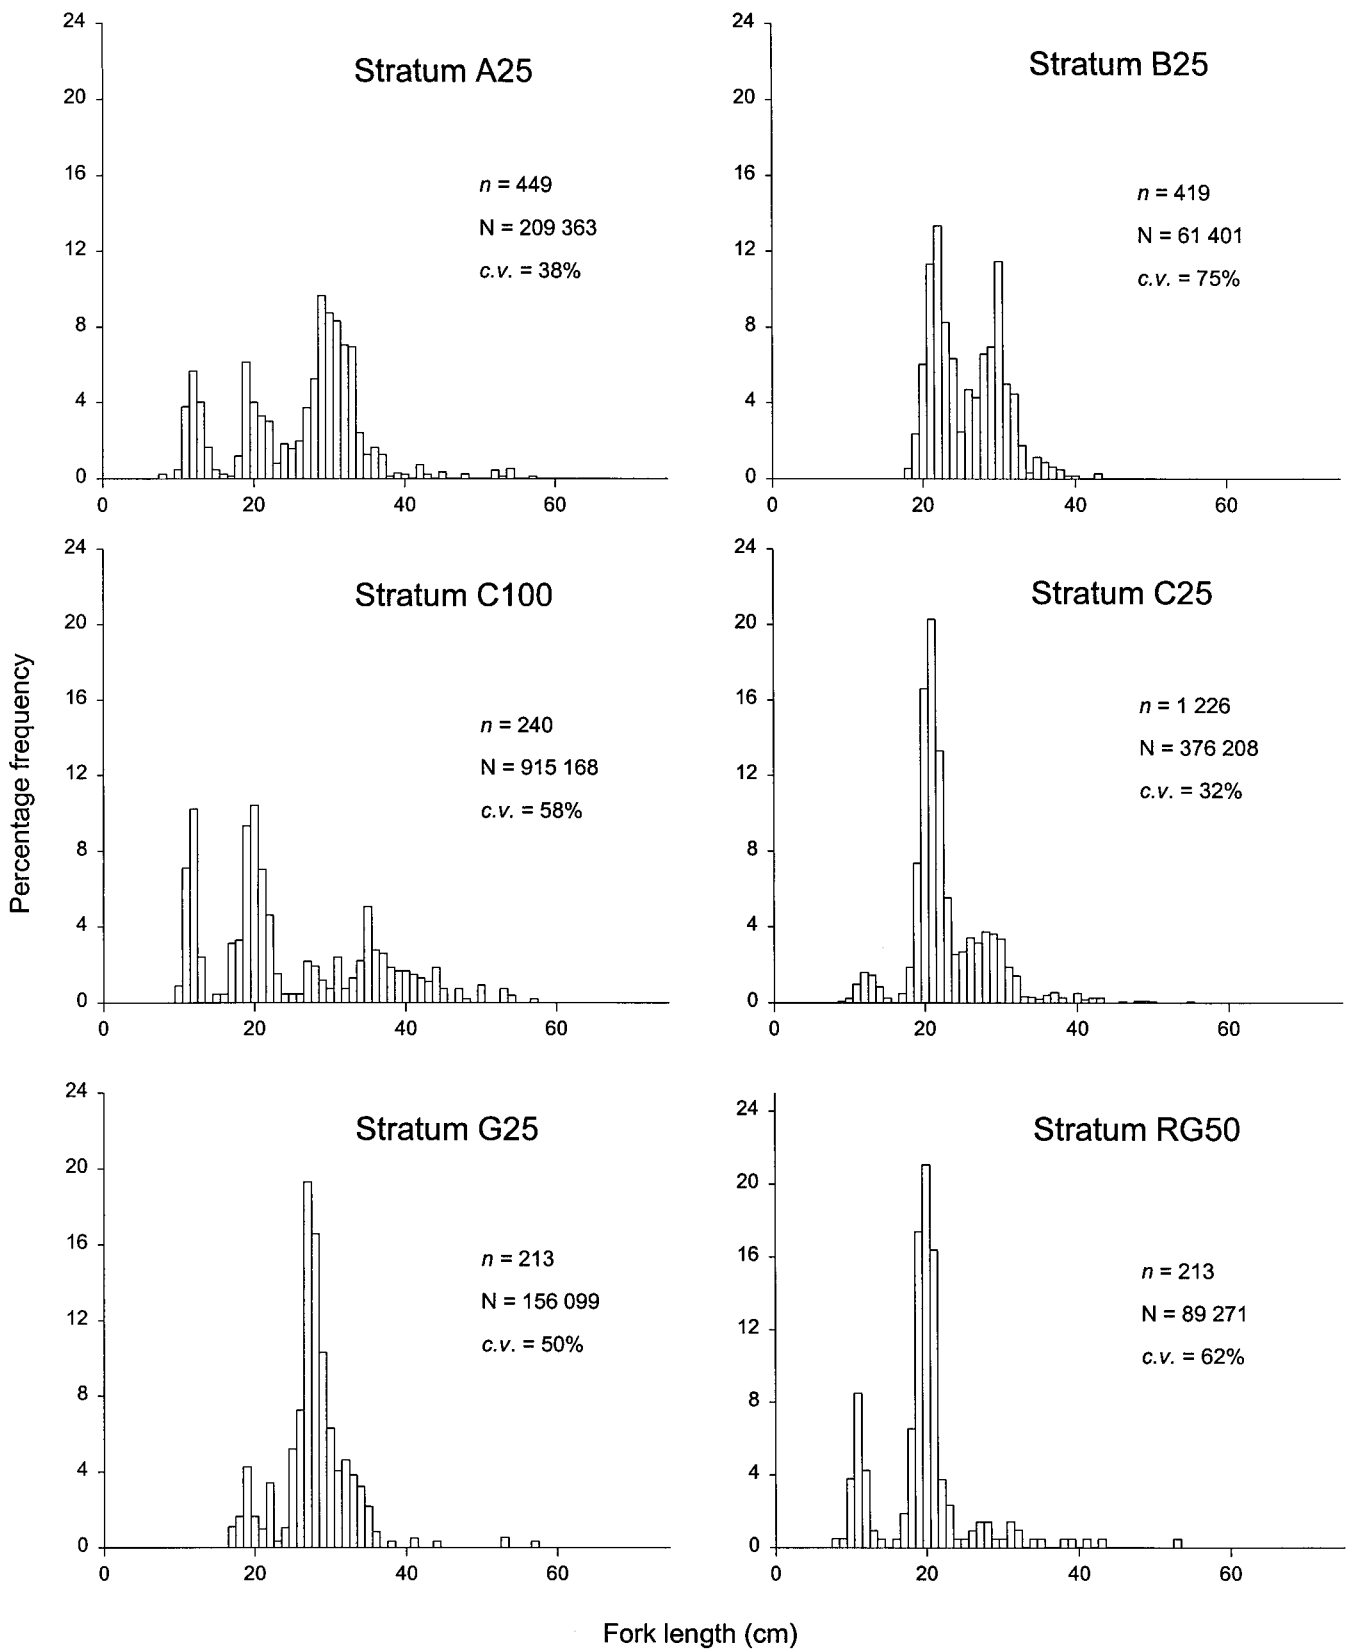 24
20
16
12
8
4
0
0 20 40 60
Stratum A25
n = 449
N = 209 363
c.v. = 38%
24
20
16
12
8
4
0
0 20 40 60
Stratum B25
n = 419
N = 61 401
c.v. = 75%
Percentage frequency
24
20
16
12
8
4
0
0 20 40 60
Stratum C100
n = 240
N = 915 168
c.v. = 58%
24
20
16
12
8
4
0
0 20 40 60
Stratum C25
n = 1 226
N = 376 208
c.v. = 32%
24
20
16
12
8
4
0
0 20 40 60
Stratum G25
n = 213
N = 156 099
c.v. = 50%
24
20
16
12
8
4
0
0 20 40 60
Stratum RG50
n = 213
N = 89 271
c.v. = 62%
Fork length (cm)